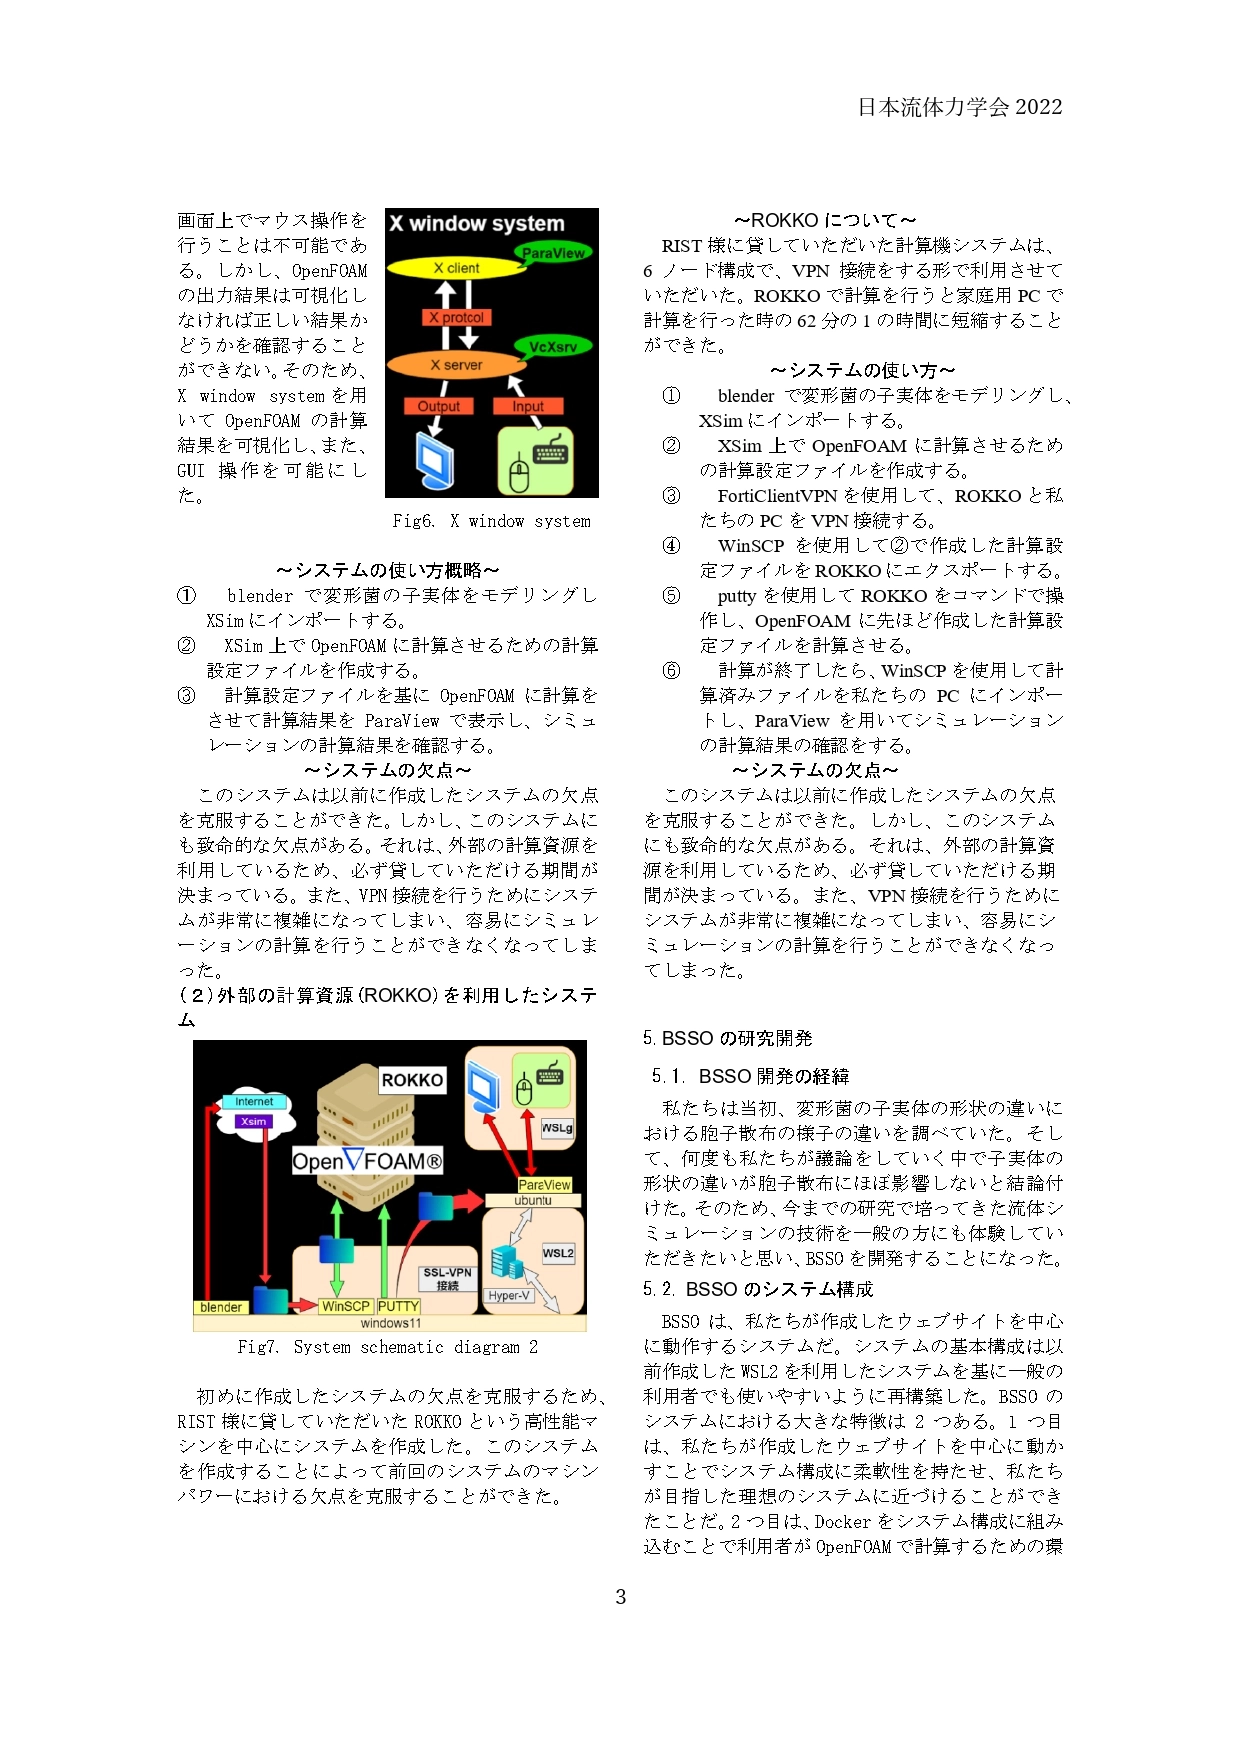 日本流体力学会 2022
画面上でマウス操作を
行うことは不可能であ
る。しかし、OpenFOAM
の出力結果は可視化し
なければ正しい結果か
どうかを確認すること
ができない。そのため、
X window system を用
いて OpenFOAM の計算
結果を可視化し、また、
GUI 操作を可能にし
た。
X window system
ParaView
X client
X protcol
VcXsrv
X server
Output
Input
Fig6. X window system
～システムの使い方概略～
① blender で変形菌の子実体をモデリングし
XSim にインポートする。
② XSim 上で OpenFOAM に計算させるための計算
設定ファイルを作成する。
③ 計算設定ファイルを基に OpenFOAM に計算を
させて計算結果を ParaView で表示し、シミュ
レーションの計算結果を確認する。
～システムの欠点～
このシステムは以前に作成したシステムの欠点
を克服することができた。しかし、このシステムに
も致命的な欠点がある。それは、外部の計算資源を
利用しているため、必ず貸していただける期間が
決まっている。また、VPN 接続を行うためにシステ
ムが非常に複雑になってしまい、容易にシミュレ
ーションの計算を行うことができなくなってしま
った。
(２)外部の計算資源(ROKKO)を利用したシステ
ム
ROKKO
Internet
Xsim
WSLg
Open▽FOAM®
ParaView
ubuntu
WSL2
SSL-VPN
接続
Hyper-V
blender
WinSCP
PUTTY
windows11
Fig7. System schematic diagram 2
初めに作成したシステムの欠点を克服するため、
RIST 様に貸していただいた ROKKO という高性能マ
シンを中心にシステムを作成した。このシステム
を作成することによって前回のシステムのマシン
パワーにおける欠点を克服することができた。
～ROKKO について～
RIST 様に貸していただいた計算機システムは、
6 ノード構成で、VPN 接続をする形で利用させて
いただいた。ROKKO で計算を行うと家庭用 PC で
計算を行った時の 62 分の 1 の時間に短縮すること
ができた。
～システムの使い方～
① blender で変形菌の子実体をモデリングし、
XSim にインポートする。
② XSim 上で OpenFOAM に計算させるため
の計算設定ファイルを作成する。
③ FortiClientVPN を使用して、ROKKO と私
たちの PC を VPN 接続する。
④ WinSCP を使用して②で作成した計算設
定ファイルを ROKKO にエクスポートする。
⑤ putty を使用して ROKKO をコマンドで操
作し、OpenFOAM に先ほど作成した計算設
定ファイルを計算させる。
⑥ 計算が終了したら、WinSCP を使用して計
算済みファイルを私たちの PC にインポー
トし、ParaView を用いてシミュレーション
の計算結果の確認をする。
～システムの欠点～
このシステムは以前に作成したシステムの欠点
を克服することができた。しかし、このシステム
にも致命的な欠点がある。それは、外部の計算資
源を利用しているため、必ず貸していただける期
間が決まっている。また、VPN 接続を行うために
システムが非常に複雑になってしまい、容易にシ
ミュレーションの計算を行うことができなくなっ
てしまった。
5. BSSO の研究開発
5.1. BSSO 開発の経緯
私たちは当初、変形菌の子実体の形状の違いに
おける胞子散布の様子の違いを調べていた。そし
て、何度も私たちが議論をしていく中で子実体の
形状の違いが胞子散布にほぼ影響しないと結論付
けた。そのため、今までの研究で培ってきた流体シ
ミュレーションの技術を一般の方にも体験してい
ただきたいと思い、BSSO を開発することになった。
5.2. BSSO のシステム構成
BSSO は、私たちが作成したウェブサイトを中心
に動作するシステムだ。システムの基本構成は以
前作成した WSL2 を利用したシステムを基に一般の
利用者でも使いやすいように再構築した。BSSO の
システムにおける大きな特徴は 2 つある。1 つ目
は、私たちが作成したウェブサイトを中心に動か
すことでシステム構成に柔軟性を持たせ、私たち
が目指した理想のシステムに近づけることができ
たことだ。2 つ目は、Docker をシステム構成に組み
込むことで利用者が OpenFOAM で計算するための環
3